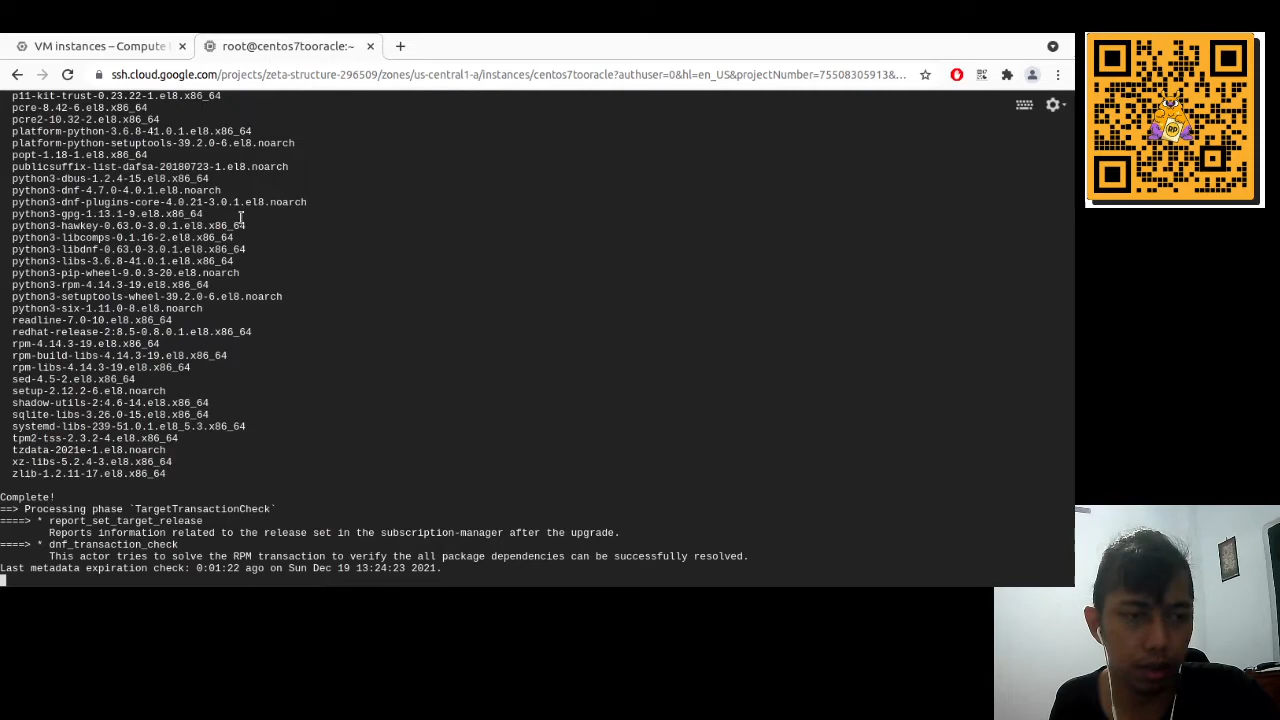 VM instances – Compute
root@centos7tooracle:~
ssh.cloud.google.com/projects/zeta-structure-296509/zones/us-central1-a/instances/centos7tooracle?authuser=0&hl=en_US&projectNumber=75508305913&...
p11-kit-trust-0.23.22-1.el8.x86_64
pcre-8.42-6.el8.x86_64
pcre2-10.32-2.el8.x86_64
platform-python-3.6.8-41.0.1.el8.x86_64
platform-python-setuptools-39.2.0-6.el8.noarch
popt-1.18-1.el8.x86_64
publicsuffix-list-dafsa-20180723-1.el8.noarch
python3-dbus-1.2.4-15.el8.x86_64
python3-dnf-4.7.0-4.0.1.el8.noarch
python3-dnf-plugins-core-4.0.21-3.0.1.el8.noarch
python3-gpg-1.13.1-9.el8.x86_64
python3-hawkey-0.63.0-3.0.1.el8.x86_64
python3-libcomps-0.1.16-2.el8.x86_64
python3-libdnf-0.63.0-3.0.1.el8.x86_64
python3-libs-3.6.8-41.0.1.el8.x86_64
python3-pip-wheel-9.0.3-20.el8.noarch
python3-rpm-4.14.3-19.el8.x86_64
python3-setuptools-wheel-39.2.0-6.el8.noarch
python3-six-1.11.0-8.el8.noarch
readline-7.0-10.el8.x86_64
redhat-release-2:8.5-0.8.0.1.el8.x86_64
rpm-4.14.3-19.el8.x86_64
rpm-build-libs-4.14.3-19.el8.x86_64
rpm-libs-4.14.3-19.el8.x86_64
sed-4.5-2.el8.x86_64
setup-2.12.2-6.el8.noarch
shadow-utils-2:4.6-14.el8.x86_64
sqlite-libs-3.26.0-15.el8.x86_64
systemd-libs-239-51.0.1.el8_5.3.x86_64
tpm2-tss-2.3.2-4.el8.x86_64
tzdata-2021e-1.el8.noarch
xz-libs-5.2.4-3.el8.x86_64
zlib-1.2.11-17.el8.x86_64
Complete!
==> Processing phase `TargetTransactionCheck`
====> * report_set_target_release
Reports information related to the release set in the subscription-manager after the upgrade.
====> * dnf_transaction_check
This actor tries to solve the RPM transaction to verify the all package dependencies can be successfully resolved.
Last metadata expiration check: 0:01:22 ago on Sun Dec 19 13:24:23 2021.
RP